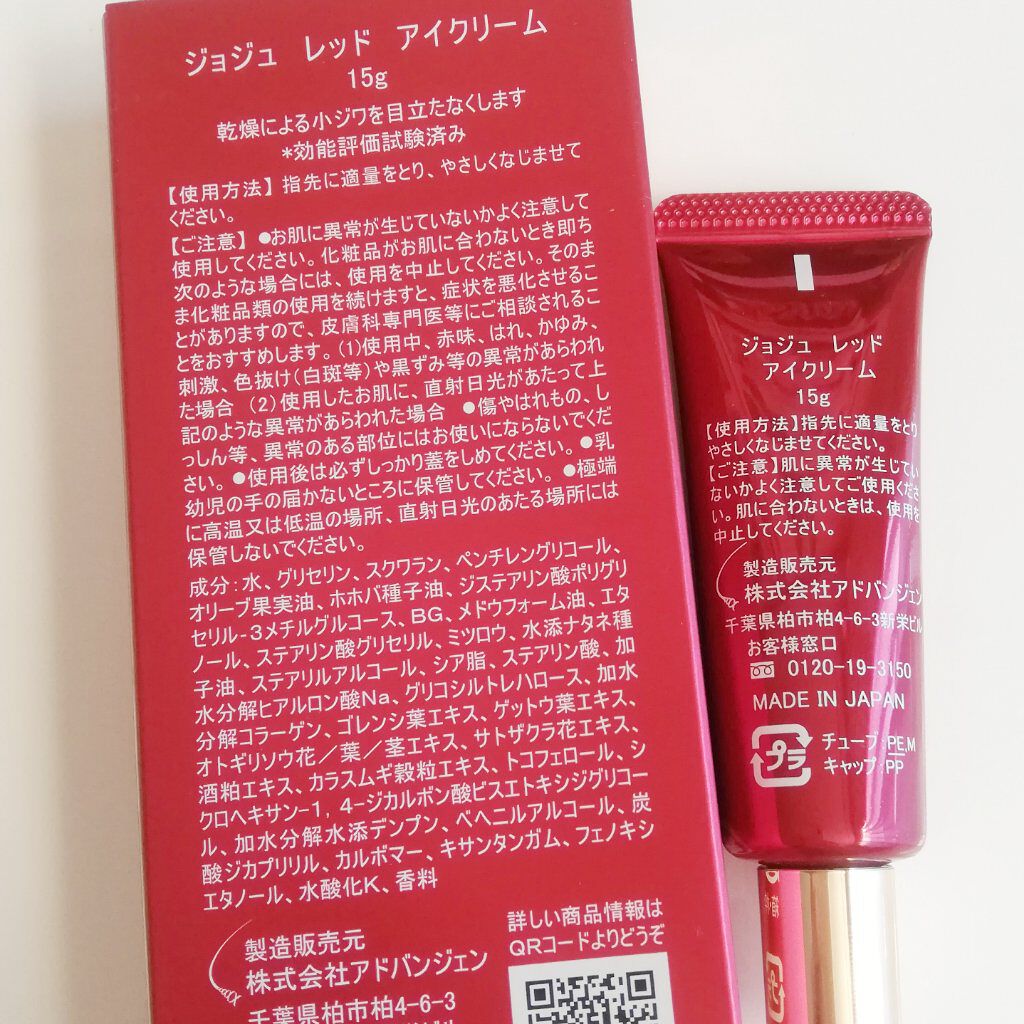 ジョジュ レッド アイクリーム
15g
乾燥による小ジワを目立たなくします
*効能評価試験済み
【使用方法】指先に適量をとり、やさしくなじませて
ください。
【ご注意】●お肌に異常が生じていないかよく注意して
使用してください。化粧品がお肌に合わないとき即ち
次のような場合には、使用を中止してください。そのま
ま化粧品類の使用を続けますと、症状を悪化させるこ
とがありますので、皮膚科専門医等にご相談されるこ
とをおすすめします。(1)使用中、赤味、はれ、かゆみ、
刺激、色抜け(白斑等)や黒ずみ等の異常があらわれ
た場合 (2)使用したお肌に、直射日光があたって上
記のような異常があらわれた場合 ●傷やはれもの、し
っしん等、異常のある部位にはお使いにならないでくだ
さい。●使用後は必ずしっかり蓋をしめてください。●乳
幼児の手の届かないところに保管してください。●極端
に高温又は低温の場所、直射日光のあたる場所には
保管しないでください。
成分:水、グリセリン、スクワラン、ペンチレングリコール、
オリーブ果実油、ホホバ種子油、ジステアリン酸ポリグリ
セリル-3メチルグルコース、BG、メドウフォーム油、エタ
ノール、ステアリン酸グリセリル、ミツロウ、水添ナタネ種
子油、ステアリルアルコール、シア脂、ステアリン酸、加
水分解ヒアルロン酸Na、グリコシルトレハロース、加水
分解コラーゲン、ゴレンシ葉エキス、ゲットウ葉エキス、
オトギリソウ花/葉/茎エキス、サトザクラ花エキス、
酒粕エキス、カラスムギ穀粒エキス、トコフェロール、シ
クロヘキサン-1,4-ジカルボン酸ビスエトキシジグリコー
ル、加水分解水添デンプン、ベヘニルアルコール、炭
酸ジカプリリル、カルボマー、キサンタンガム、フェノキシ
エタノール、水酸化K、香料
製造販売元
株式会社アドバンジェン
千葉県柏市柏4-6-3
詳しい商品情報は
QRコードよりどうぞ
ジョジュ レッド
アイクリーム
15g
【使用方法】指先に適量をとり
やさしくなじませてください。
【ご注意】肌に異常が生じてい
ないかよく注意してご使用くださ
い。肌に合わないときは、使用を
中止してください。
製造販売元
株式会社アドバンジェン
千葉県柏市柏4-6-3新栄ビル
お客様窓口
0120-19-3150
MADE IN JAPAN
プラ
チューブ:PE,M
キャップ:PP